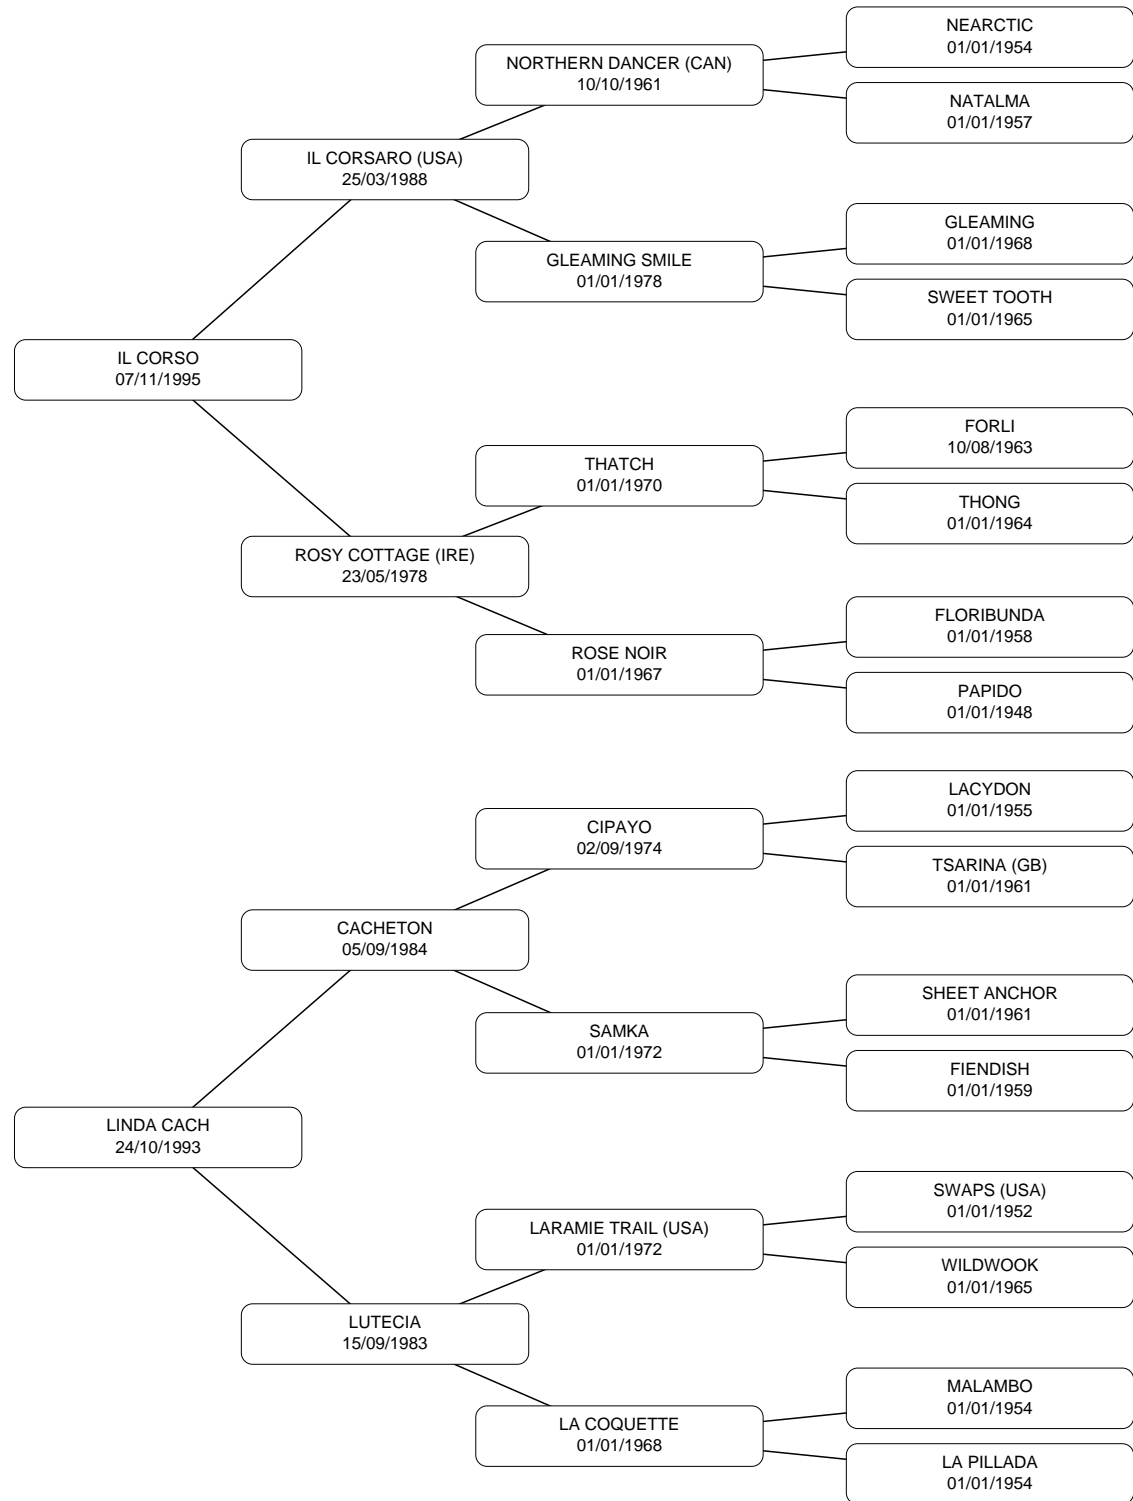 NEARCTIC
01/01/1954
NORTHERN DANCER (CAN)
10/10/1961
NATALMA
01/01/1957
IL CORSARO (USA)
25/03/1988
GLEAMING
01/01/1968
GLEAMING SMILE
01/01/1978
SWEET TOOTH
01/01/1965
IL CORSO
07/11/1995
FORLI
10/08/1963
THATCH
01/01/1970
THONG
01/01/1964
ROSY COTTAGE (IRE)
23/05/1978
FLORIBUNDA
01/01/1958
ROSE NOIR
01/01/1967
PAPIDO
01/01/1948
LACYDON
01/01/1955
CIPAYO
02/09/1974
TSARINA (GB)
01/01/1961
CACHETON
05/09/1984
SHEET ANCHOR
01/01/1961
SAMKA
01/01/1972
FIENDISH
01/01/1959
LINDA CACH
24/10/1993
SWAPS (USA)
01/01/1952
LARAMIE TRAIL (USA)
01/01/1972
WILDWOOK
01/01/1965
LUTECIA
15/09/1983
MALAMBO
01/01/1954
LA COQUETTE
01/01/1968
LA PILLADA
01/01/1954